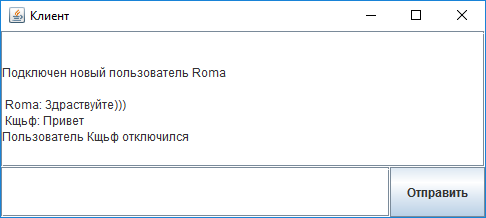 Клиент
Подключен новый пользователь Roma
Roma: Здраствуйте)))
Кщьф: Привет
Пользователь Кщьф отключился
Отправить